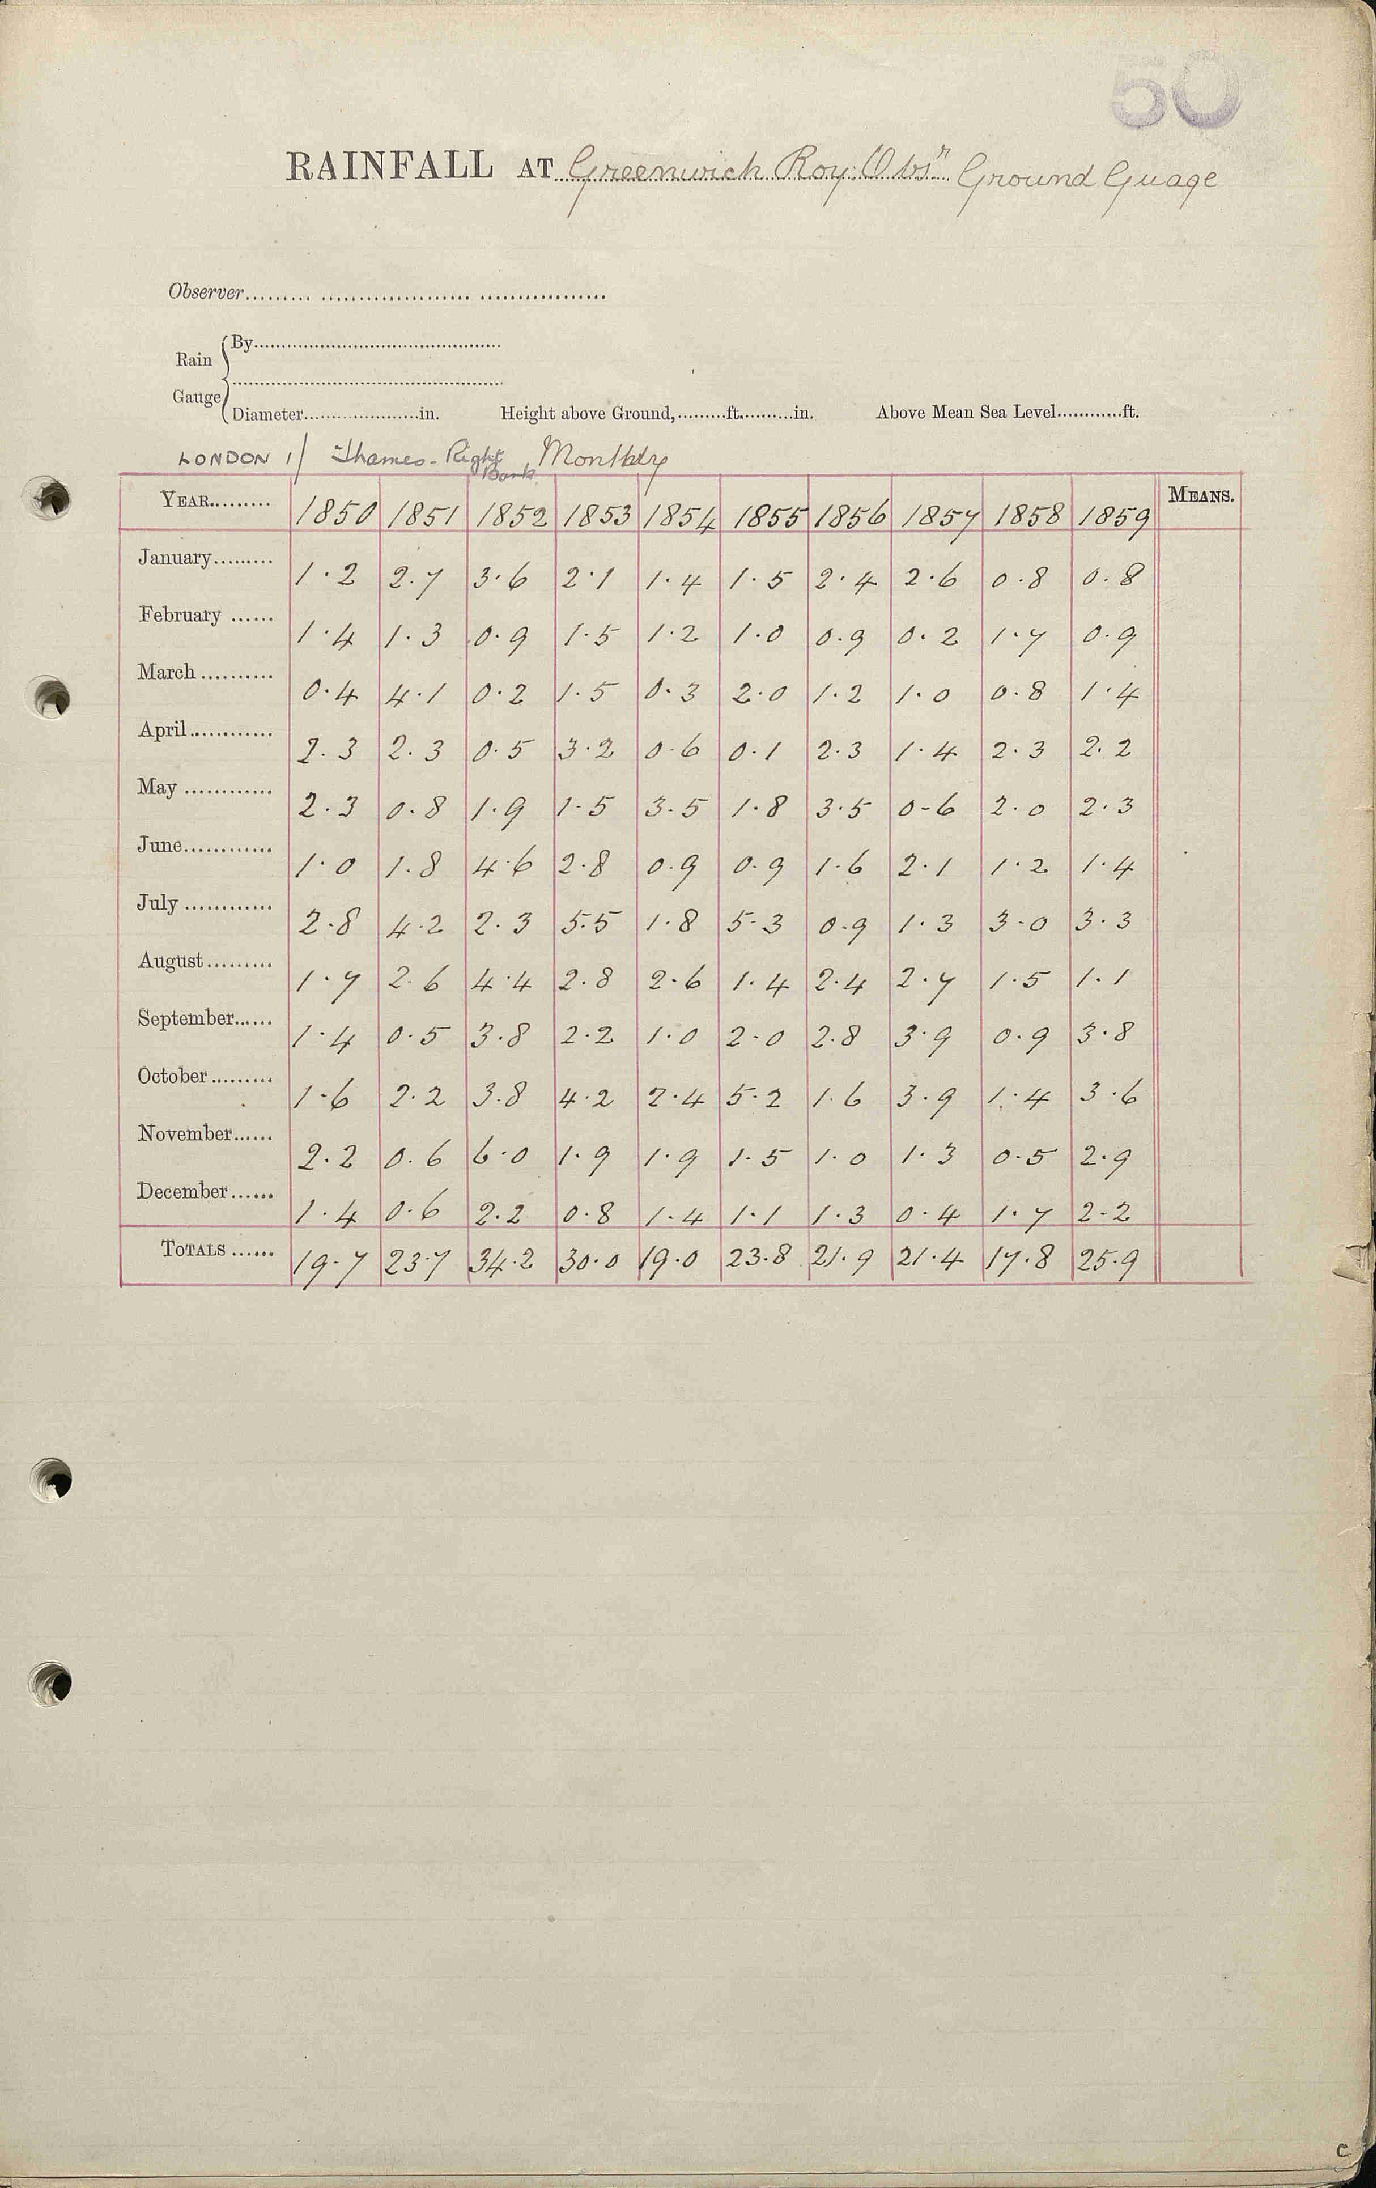 50
RAINFALL AT Greenwich Roy. Obsʳ Ground Guage
Observer
Rain Gauge
By
Diameter in. Height above Ground, ft. in. Above Mean Sea Level ft.
LONDON 1/ Thames-Right Bank. Monthly
YEAR 1850 1851 1852 1853 1854 1855 1856 1857 1858 1859 MEANS.
January 1.2 2.7 3.6 2.1 1.4 1.5 2.4 2.6 0.8 0.8
February 1.4 1.3 0.9 1.5 1.2 1.0 0.9 0.2 1.7 0.9
March 0.4 4.1 0.2 1.5 0.3 2.0 1.2 1.0 0.8 1.4
April 2.3 2.3 0.5 3.2 0.6 0.1 2.3 1.4 2.3 2.2
May 2.3 0.8 1.9 1.5 3.5 1.8 3.5 0.6 2.0 2.3
June 1.0 1.8 4.6 2.8 0.9 0.9 1.6 2.1 1.2 1.4
July 2.8 4.2 2.3 5.5 1.8 5.3 0.9 1.3 3.0 3.3
August 1.7 2.6 4.4 2.8 2.6 1.4 2.4 2.7 1.5 1.1
September 1.4 0.5 3.8 2.2 1.0 2.0 2.8 3.9 0.9 3.8
October 1.6 2.2 3.8 4.2 2.4 5.2 1.6 3.9 1.4 3.6
November 2.2 0.6 6.0 1.9 1.9 1.5 1.0 1.3 0.5 2.9
December 1.4 0.6 2.2 0.8 1.4 1.1 1.3 0.4 1.7 2.2
TOTALS 19.7 23.7 34.2 30.0 19.0 23.8 21.9 21.4 17.8 25.9
C